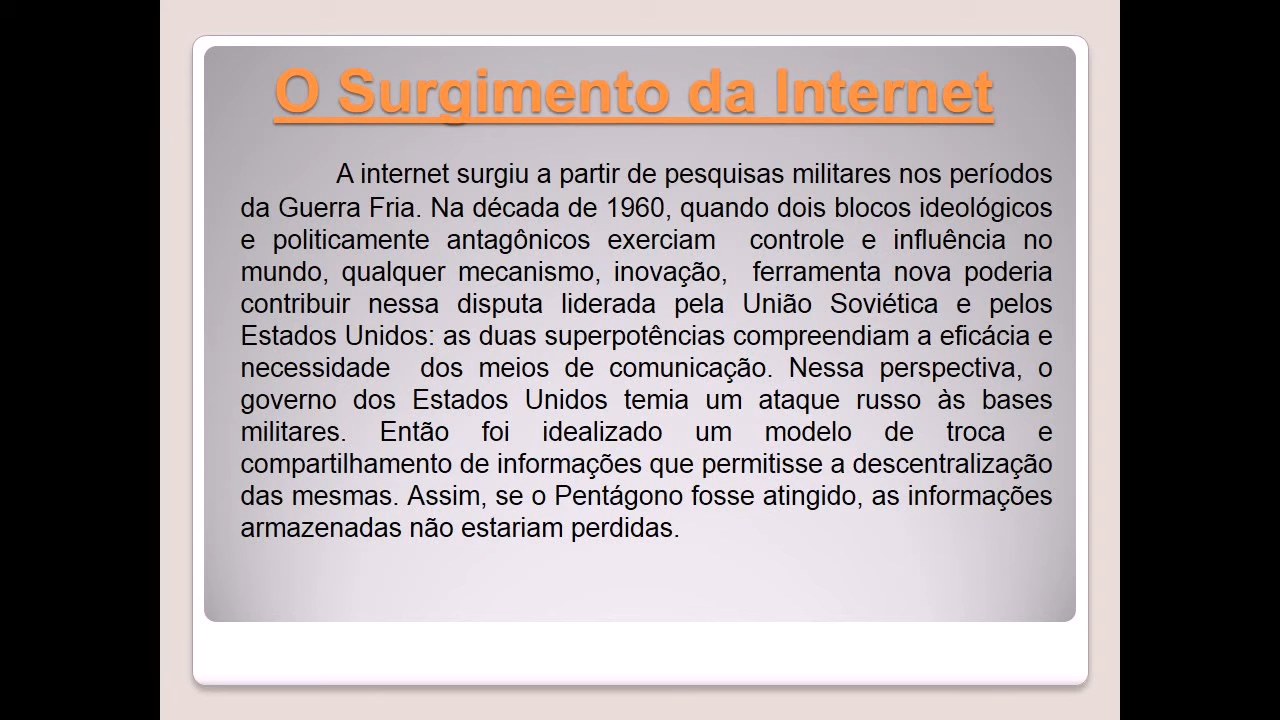 O Surgimento da Internet
A internet surgiu a partir de pesquisas militares nos períodos
da Guerra Fria. Na década de 1960, quando dois blocos ideológicos
e politicamente antagônicos exerciam controle e influência no
mundo, qualquer mecanismo, inovação, ferramenta nova poderia
contribuir nessa disputa liderada pela União Soviética e pelos
Estados Unidos: as duas superpotências compreendiam a eficácia e
necessidade dos meios de comunicação. Nessa perspectiva, o
governo dos Estados Unidos temia um ataque russo às bases
militares. Então foi idealizado um modelo de troca e
compartilhamento de informações que permitisse a descentralização
das mesmas. Assim, se o Pentágono fosse atingido, as informações
armazenadas não estariam perdidas.